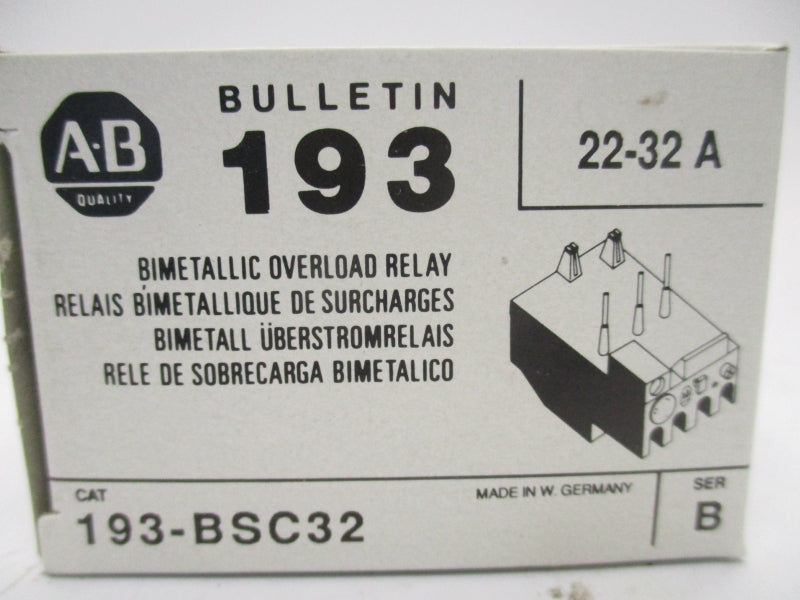 A·B
QUALITY
BULLETIN
193
22-32 A
BIMETALLIC OVERLOAD RELAY
RELAIS BIMETALLIQUE DE SURCHARGES
BIMETALL ÜBERSTROMRELAIS
RELE DE SOBRECARGA BIMETALICO
CAT
193-BSC32
MADE IN W. GERMANY
SER
B